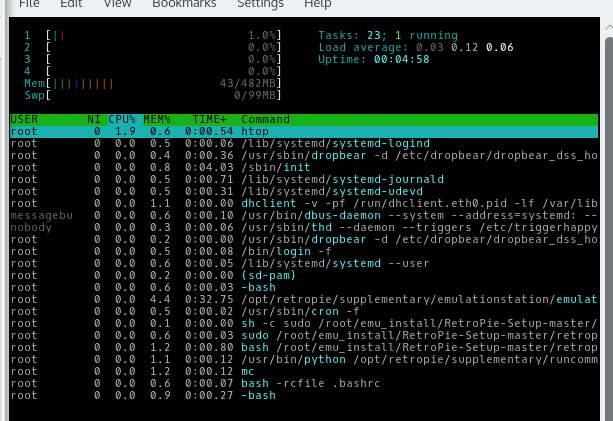 File Edit View Bookmarks Settings Help
1 [|| 1.0%] Tasks: 23; 1 running
2 [ 0.0%] Load average: 0.03 0.12 0.06
3 [ 0.0%] Uptime: 00:04:58
4 [ 0.0%]
Mem[||||||||| 43/482MB]
Swp[ 0/99MB]
USER NI CPU% MEM% TIME+ Command
root 0 1.9 0.6 0:00.54 htop
root 0 0.0 0.5 0:00.06 /lib/systemd/systemd-logind
root 0 0.0 0.4 0:00.36 /usr/sbin/dropbear -d /etc/dropbear/dropbear_dss_ho
root 0 0.0 0.8 0:04.03 /sbin/init
root 0 0.0 0.5 0:00.71 /lib/systemd/systemd-journald
root 0 0.0 0.5 0:00.31 /lib/systemd/systemd-udevd
root 0 0.0 1.1 0:00.00 dhclient -v -pf /run/dhclient.eth0.pid -lf /var/lib
messagebu 0 0.0 0.6 0:00.10 /usr/bin/dbus-daemon --system --address=systemd: --
nobody 0 0.0 0.3 0:00.06 /usr/sbin/thd --daemon --triggers /etc/triggerhappy
root 0 0.0 0.2 0:00.00 /usr/sbin/dropbear -d /etc/dropbear/dropbear_dss_ho
root 0 0.0 0.5 0:00.08 /bin/login -f
root 0 0.0 0.6 0:00.05 /lib/systemd/systemd --user
root 0 0.0 0.2 0:00.00 (sd-pam)
root 0 0.0 0.6 0:00.03 -bash
root 0 0.0 4.4 0:32.75 /opt/retropie/supplementary/emulationstation/emulat
root 0 0.0 0.5 0:00.02 /usr/sbin/cron -f
root 0 0.0 0.1 0:00.00 sh -c sudo /root/emu_install/RetroPie-Setup-master/
root 0 0.0 0.6 0:00.03 sudo /root/emu_install/RetroPie-Setup-master/retrop
root 0 0.0 1.2 0:00.80 bash /root/emu_install/RetroPie-Setup-master/retrop
root 0 0.0 1.1 0:00.12 /usr/bin/python /opt/retropie/supplementary/runcomm
root 0 0.0 1.2 0:00.12 mc
root 0 0.0 0.6 0:00.07 bash -rcfile .bashrc
root 0 0.0 0.9 0:00.27 -bash